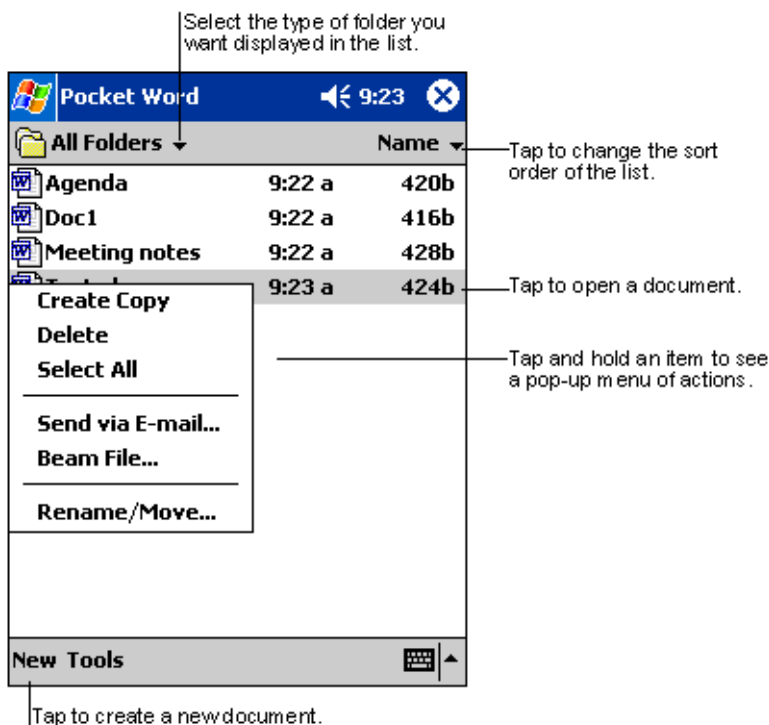 Select the type of folder you
want displayed in the list.
Pocket Word 9:23
All Folders Name
Tap to change the sort
order of the list.
Agenda 9:22 a 420b
Doc1 9:22 a 416b
Meeting notes 9:22 a 428b
9:23 a 424b
Tap to open a document.
Create Copy
Delete
Select All
Tap and hold an item to see
a pop-up menu of actions.
Send via E-mail...
Beam File...
Rename/Move...
New Tools
Tap to create a new document.